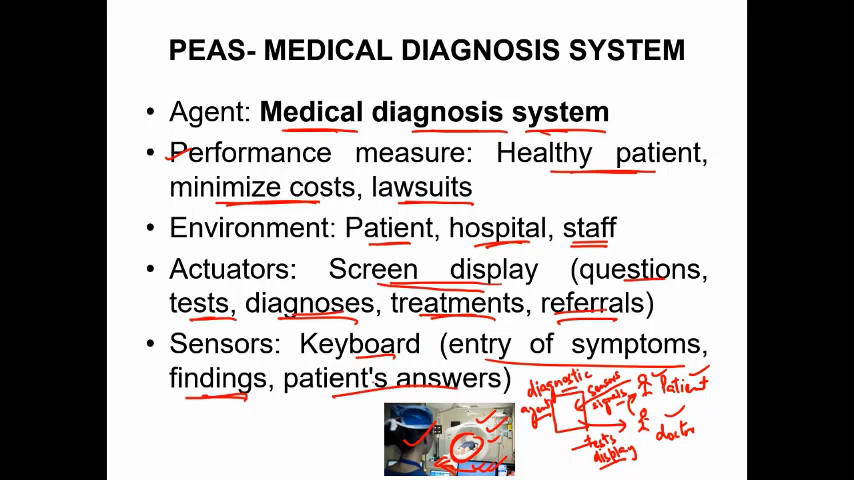 PEAS- MEDICAL DIAGNOSIS SYSTEM
• Agent: Medical diagnosis system
• Performance measure: Healthy patient,
minimize costs, lawsuits
• Environment: Patient, hospital, staff
• Actuators: Screen display (questions,
tests, diagnoses, treatments, referrals)
• Sensors: Keyboard (entry of symptoms,
findings, patient's answers)
diagnostic
agent
sensors
signals
Patient
doctor
tests
display